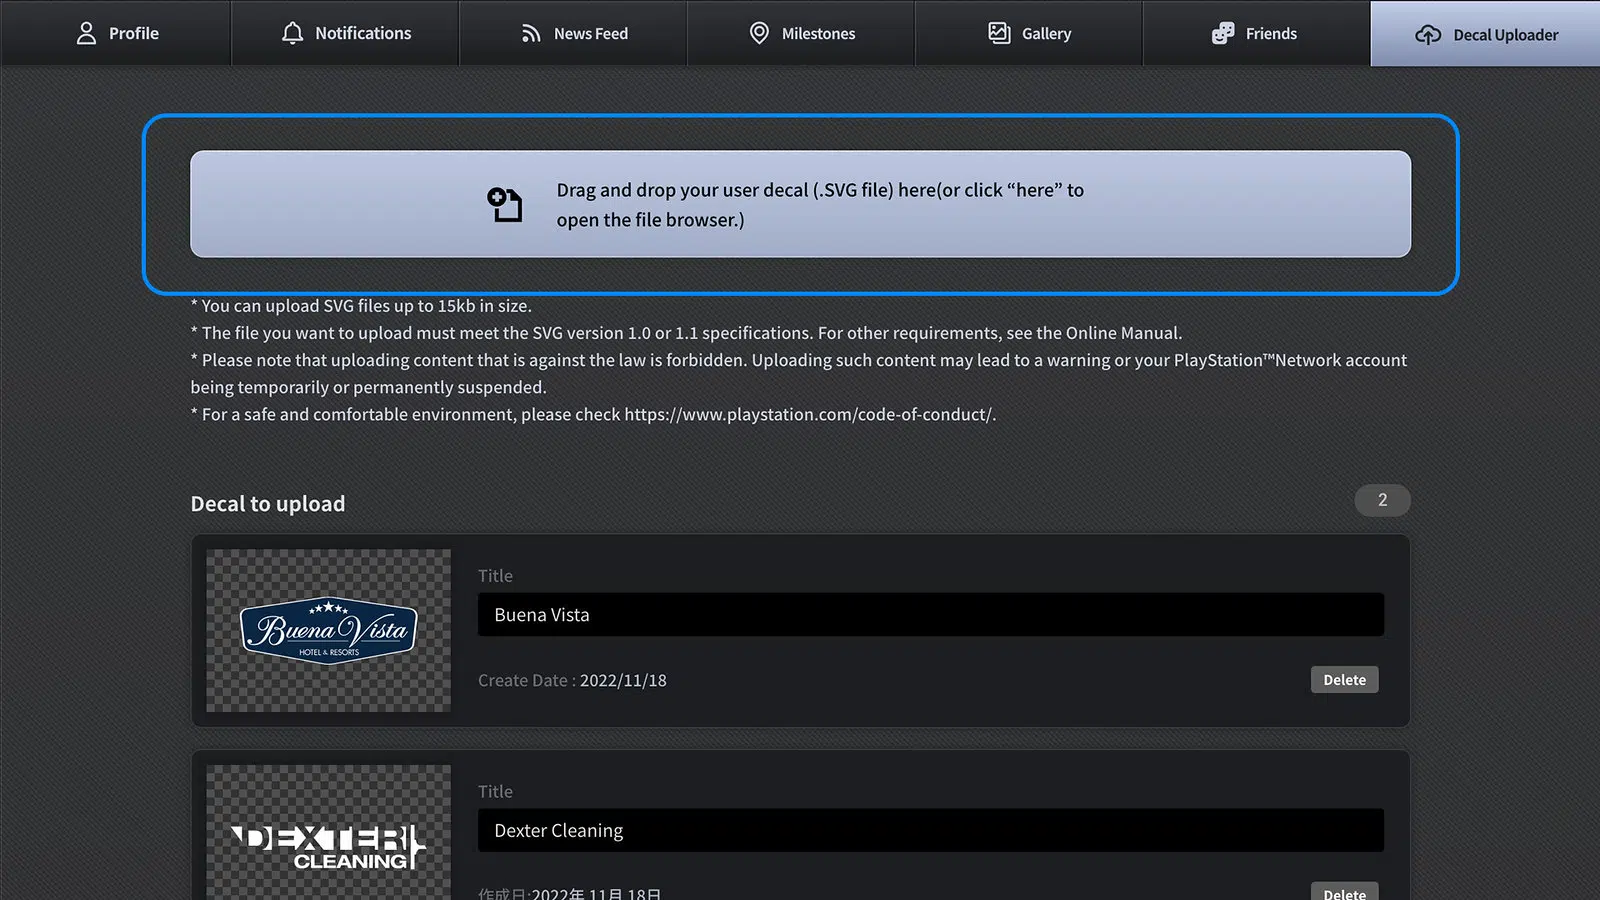 Profile
Notifications
News Feed
Milestones
Gallery
Friends
Decal Uploader
Drag and drop your user decal (.SVG file) here(or click “here” to
open the file browser.)
* You can upload SVG files up to 15kb in size.
* The file you want to upload must meet the SVG version 1.0 or 1.1 specifications. For other requirements, see the Online Manual.
* Please note that uploading content that is against the law is forbidden. Uploading such content may lead to a warning or your PlayStation™Network account
being temporarily or permanently suspended.
* For a safe and comfortable environment, please check https://www.playstation.com/code-of-conduct/.
Decal to upload
2
Buena Vista
HOTEL & RESORTS
Title
Buena Vista
Create Date : 2022/11/18
Delete
DEXTER
CLEANING
Title
Dexter Cleaning
作成日:2022年 11月 18日
Delete